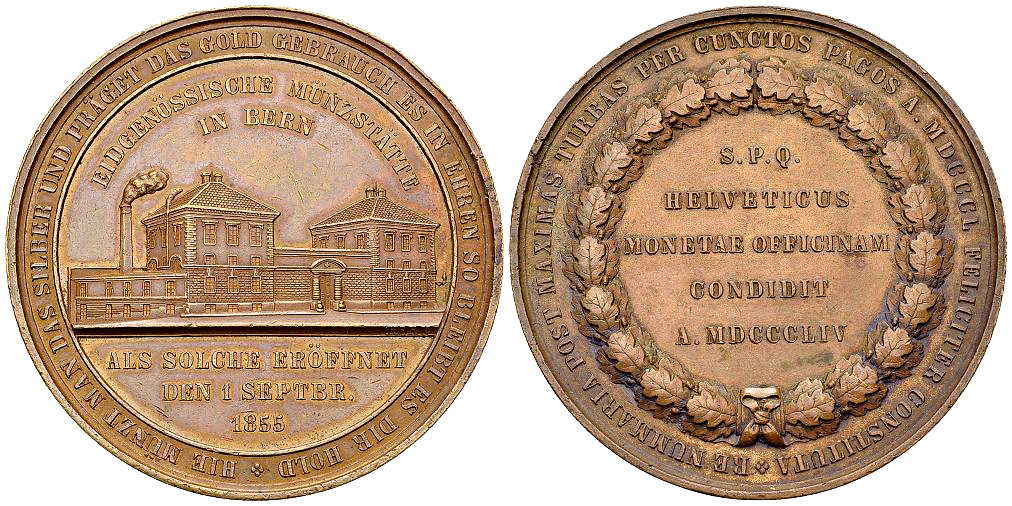 HIE MÜNZT MAN DAS SILBER UND PRÄGET DAS GOLD GEBRAUCH ES IN EHREN SO BLEIBT ES DIR HOLD
EIDGENÖSSISCHE MÜNZSTÄTTE
IN BERN
ALS SOLCHE ERÖFFNET
DEN 1 SEPTBR.
1855
RE NUMMARIA POST MAXIMAS TURBAS PER CUNCTOS PAGOS A. MDCCCL FELICITER CONSTITUTA
S. P. Q.
HELVETICUS
MONETAE OFFICINAM
CONDIDIT
A. MDCCCLIV